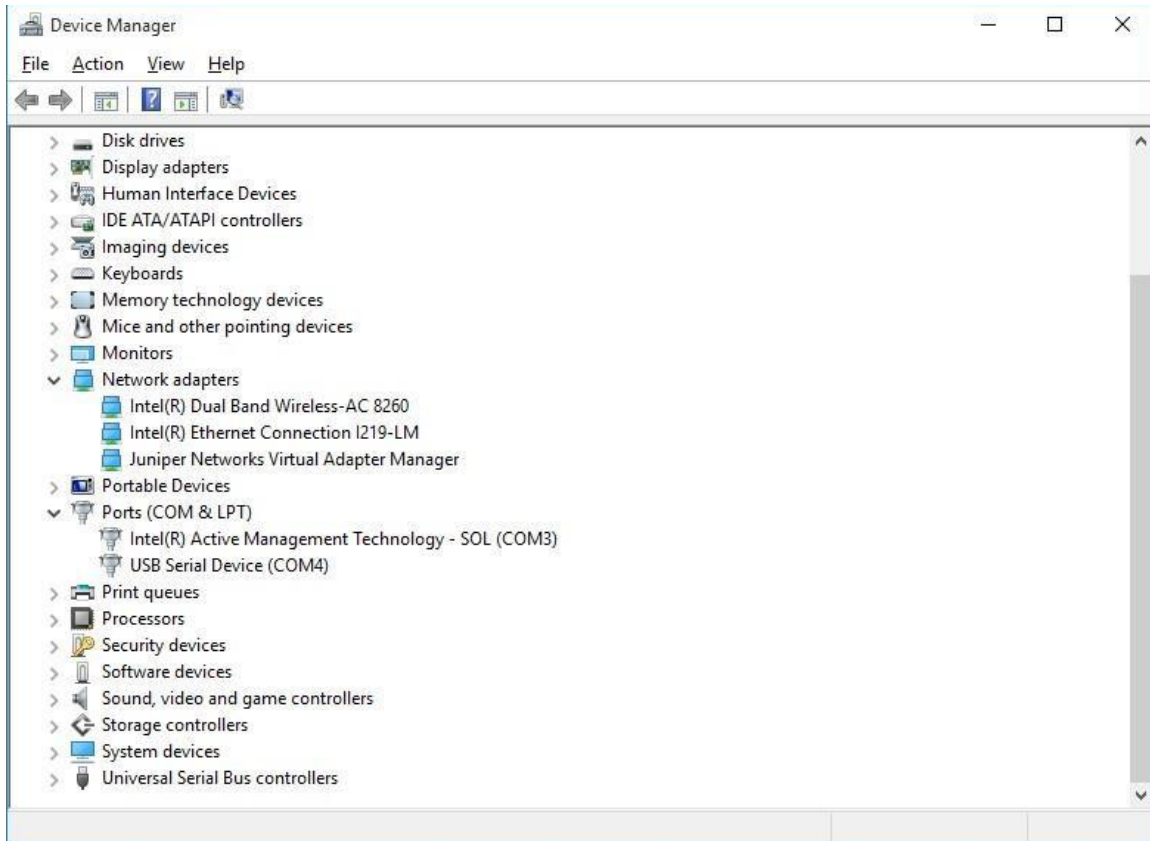 Device Manager
File Action View Help
Disk drives
Display adapters
Human Interface Devices
IDE ATA/ATAPI controllers
Imaging devices
Keyboards
Memory technology devices
Mice and other pointing devices
Monitors
Network adapters
Intel(R) Dual Band Wireless-AC 8260
Intel(R) Ethernet Connection I219-LM
Juniper Networks Virtual Adapter Manager
Portable Devices
Ports (COM & LPT)
Intel(R) Active Management Technology - SOL (COM3)
USB Serial Device (COM4)
Print queues
Processors
Security devices
Software devices
Sound, video and game controllers
Storage controllers
System devices
Universal Serial Bus controllers